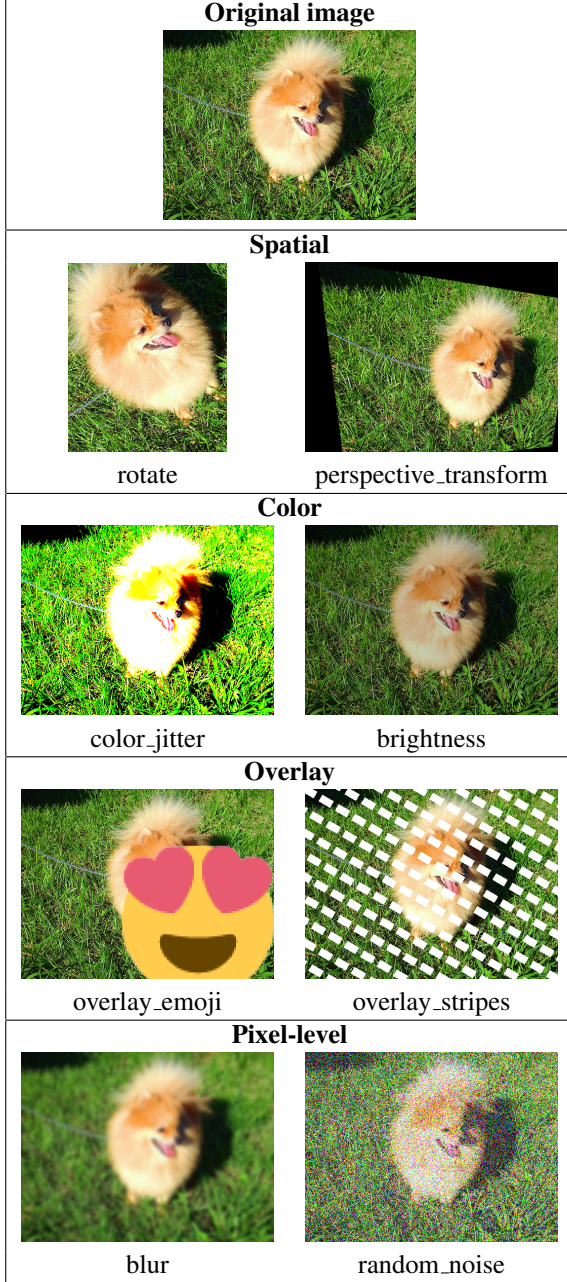 Original image
Spatial
rotate perspective_transform
Color
color_jitter brightness
Overlay
overlay_emoji overlay_stripes
Pixel-level
blur random_noise